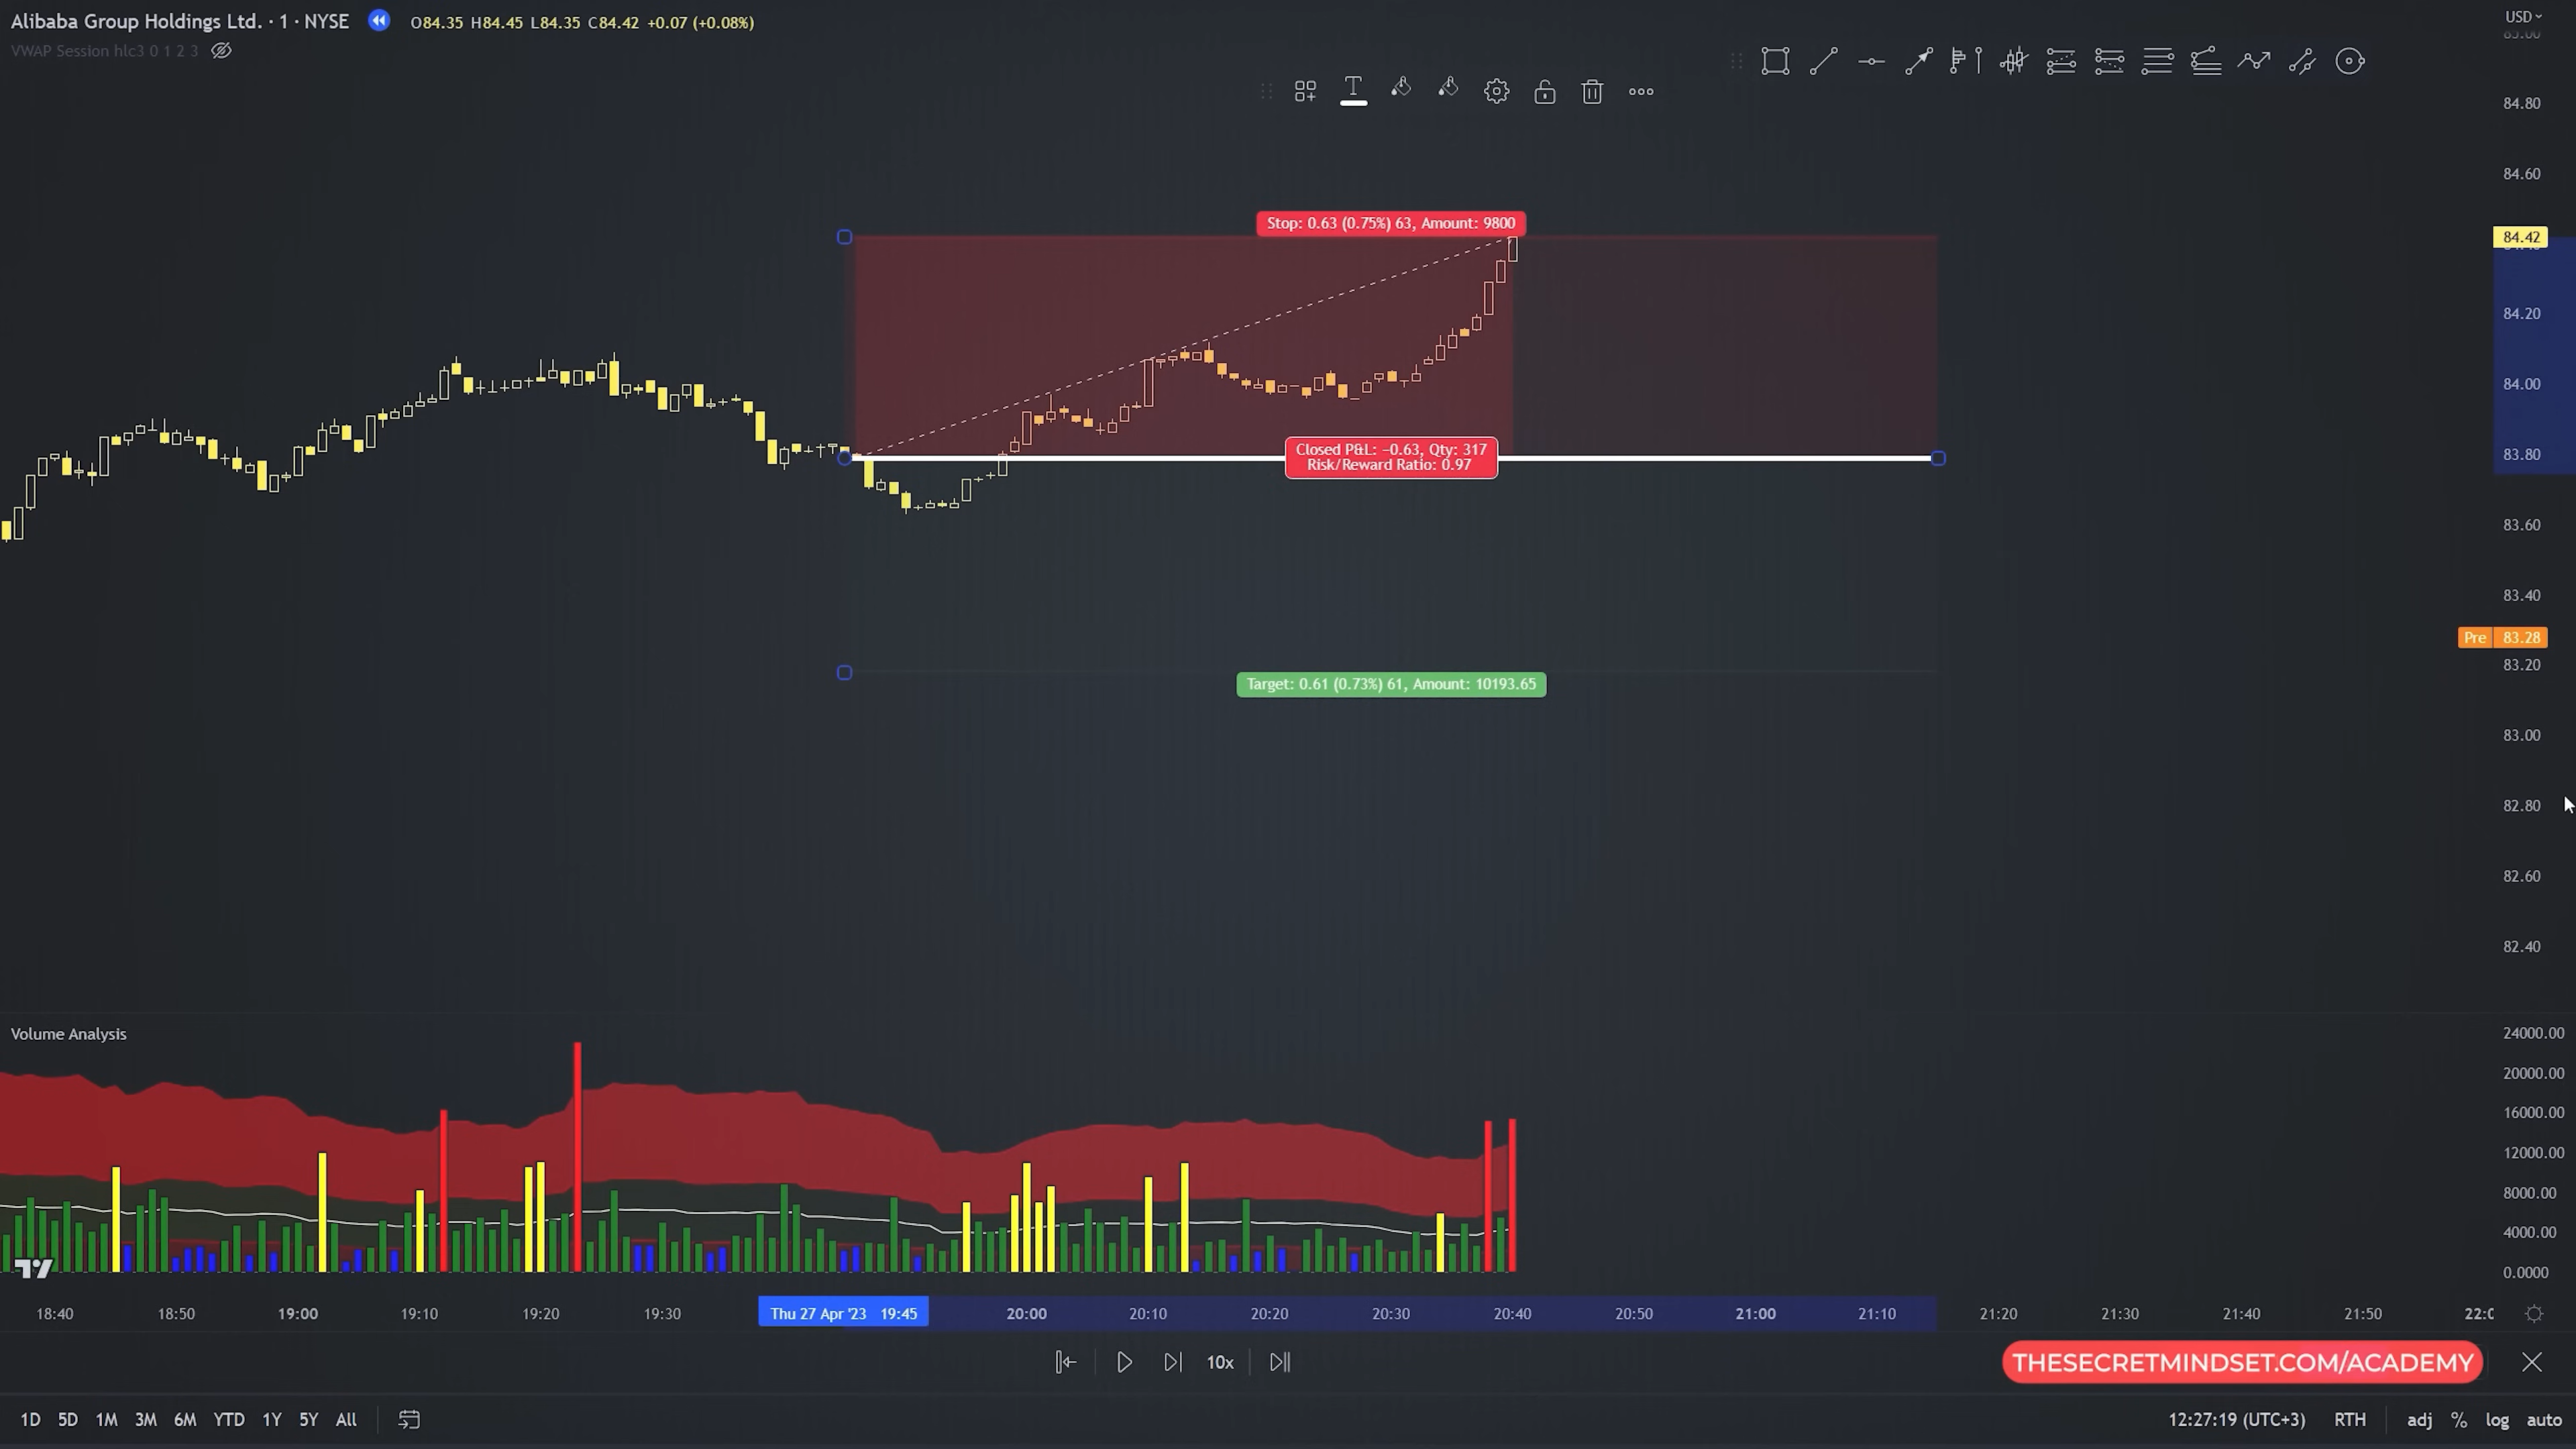 Alibaba Group Holdings Ltd. · 1 · NYSE O84.35 H84.45 L84.35 C84.42 +0.07 (+0.08%)
VWAP Session hlc3 0 1 2 3
USD
84.80
84.60
Stop: 0.63 (0.75%) 63, Amount: 9800
84.42
84.20
84.00
Closed P&L: −0.63, Qty: 317
Risk/Reward Ratio: 0.97
83.80
83.60
83.40
Pre 83.28
83.20
Target: 0.61 (0.73%) 61, Amount: 10193.65
83.00
82.80
82.60
82.40
Volume Analysis
24000.00
20000.00
16000.00
12000.00
8000.00
4000.00
0.0000
18:40 18:50 19:00 19:10 19:20 19:30 Thu 27 Apr '23 19:45 20:00 20:10 20:20 20:30 20:40 20:50 21:00 21:10 21:20 21:30 21:40 21:50
10x
THESECRETMINDSET.COM/ACADEMY
1D 5D 1M 3M 6M YTD 1Y 5Y All
12:27:19 (UTC+3) RTH adj % log auto